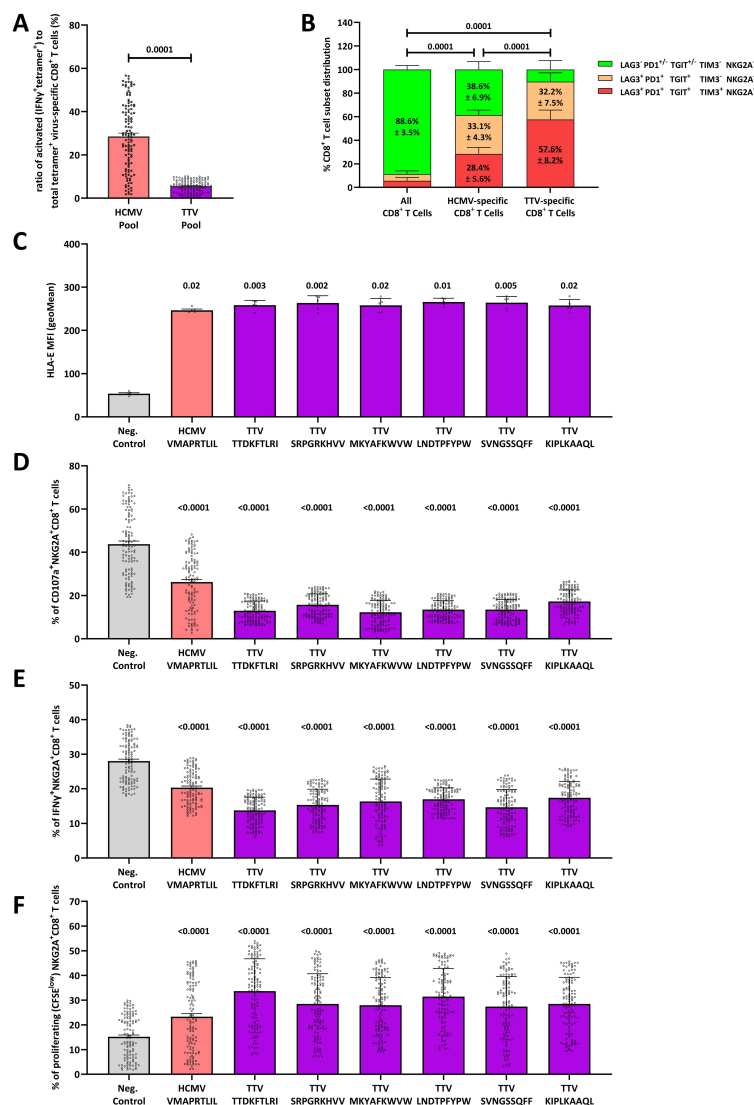 A
ratio of acitvated (IFNγ⁺tetramer⁺) to
total tetramer⁺ virus-specific CD8⁺ T cells (%)
80
60
40
20
0
0.0001
HCMV
Pool
TTV
Pool
B
% CD8⁺ T cell subset distribution
140
120
100
80
60
40
20
0
0.0001
0.0001
0.0001
88.6%
± 3.5%
38.6%
± 6.9%
33.1%
± 4.3%
28.4%
± 5.6%
32.2%
± 7.5%
57.6%
± 8.2%
All
CD8⁺ T Cells
HCMV-specific
CD8⁺ T Cells
TTV-specific
CD8⁺ T Cells
LAG3⁻ PD1⁺/⁻ TGIT⁺/⁻ TIM3⁻ NKG2A⁻
LAG3⁺ PD1⁺ TGIT⁺ TIM3⁻ NKG2A
LAG3⁺ PD1⁺ TGIT⁺ TIM3⁺ NKG2A
C
HLA-E MFI (geoMean)
400
300
200
100
0
0.02 0.003 0.002 0.02 0.01 0.005 0.02
Neg. HCMV TTV TTV TTV TTV TTV TTV
Control VMAPRTLIL TTDKFTLRI SRPGRKHVV MKYAFKWVW LNDTPFYPW SVNGSSQFF KIPLKAAQL
D
% of CD107a⁺NKG2A⁺CD8⁺ T cells
80
60
40
20
0
<0.0001 <0.0001 <0.0001 <0.0001 <0.0001 <0.0001 <0.0001
Neg. HCMV TTV TTV TTV TTV TTV TTV
Control VMAPRTLIL TTDKFTLRI SRPGRKHVV MKYAFKWVW LNDTPFYPW SVNGSSQFF KIPLKAAQL
E
% of IFNγ⁺NKG2A⁺CD8⁺ T cells
50
40
30
20
10
0
<0.0001 <0.0001 <0.0001 <0.0001 <0.0001 <0.0001 <0.0001
Neg. HCMV TTV TTV TTV TTV TTV TTV
Control VMAPRTLIL TTDKFTLRI SRPGRKHVV MKYAFKWVW LNDTPFYPW SVNGSSQFF KIPLKAAQL
F
% of proliferating (CFSEˡᵒʷ) NKG2A⁺CD8⁺ T cells
70
60
50
40
30
20
10
0
<0.0001 <0.0001 <0.0001 <0.0001 <0.0001 <0.0001 <0.0001
Neg. HCMV TTV TTV TTV TTV TTV TTV
Control VMAPRTLIL TTDKFTLRI SRPGRKHVV MKYAFKWVW LNDTPFYPW SVNGSSQFF KIPLKAAQL